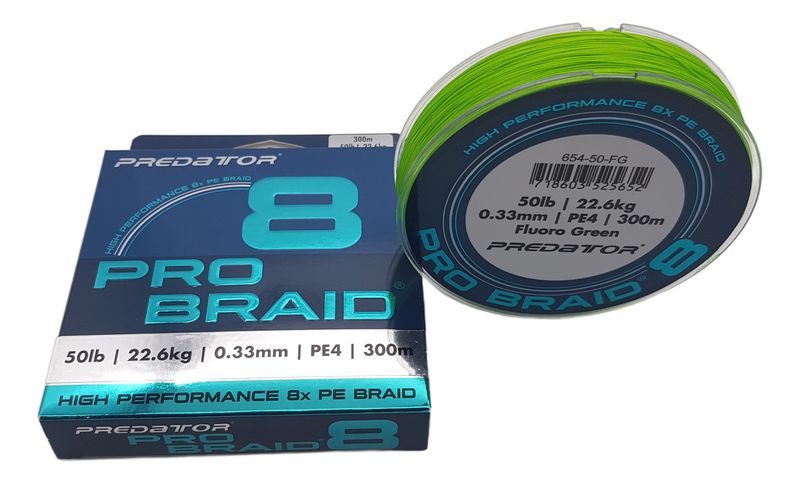 300m
50lb | 22.6kg
PREDATOR
HIGH PERFORMANCE 8x PE BRAID
8
PRO
BRAID®
50lb | 22.6kg | 0.33mm | PE4 | 300m
HIGH PERFORMANCE 8x PE BRAID
PREDATOR
PRO
BRAID® 8
HIGH PERFORMANCE 8X PE BRAID
654-50-FG
718603 525652
50lb | 22.6kg
0.33mm | PE4 | 300m
Fluoro Green
PREDATOR®
PRO BRAID® 8